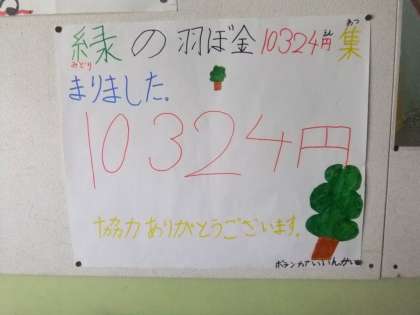 緑の羽ぼ金10324円集
みどり えん あつ
まりました。
10324円
協力ありがとうございます。
ボランティアいいんかい